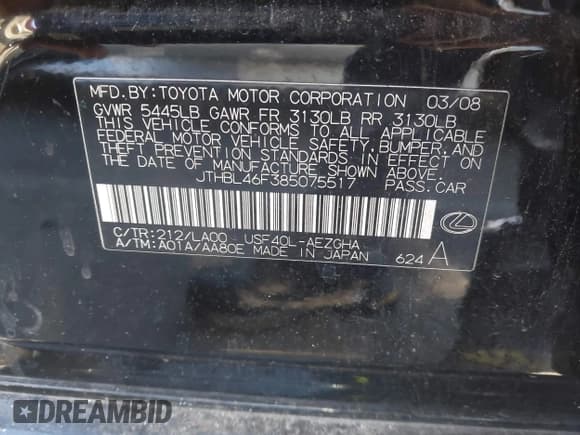 MFD.BY:TOYOTA MOTOR CORPORATION 03/08
GVWR 5445LB GAWR FR 3130LB RR 3130LB
THIS VEHICLE CONFORMS TO ALL APPLICABLE
FEDERAL MOTOR VEHICLE SAFETY,BUMPER,AND
THEFT PREVENTION STANDARDS IN EFFECT ON
THE DATE OF MANUFACTURE SHOWN ABOVE.
JTHBL46F385075517 PASS.CAR
C/TR:212/LA00 USF40L-AEZGHA
A/TM:A01A/AA80E MADE IN JAPAN 624 A
DREAMBID